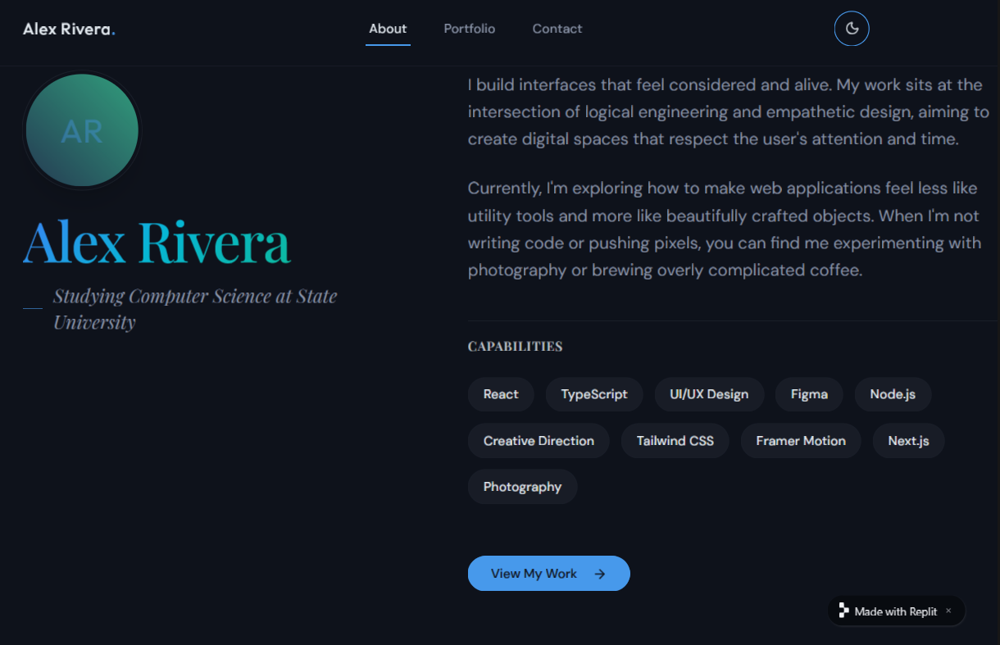 Alex Rivera.
About
Portfolio
Contact
AR
Alex Rivera
Studying Computer Science at State
University
I build interfaces that feel considered and alive. My work sits at the
intersection of logical engineering and empathetic design, aiming to
create digital spaces that respect the user's attention and time.
Currently, I'm exploring how to make web applications feel less like
utility tools and more like beautifully crafted objects. When I'm not
writing code or pushing pixels, you can find me experimenting with
photography or brewing overly complicated coffee.
CAPABILITIES
React
TypeScript
UI/UX Design
Figma
Node.js
Creative Direction
Tailwind CSS
Framer Motion
Next.js
Photography
View My Work
Made with Replit